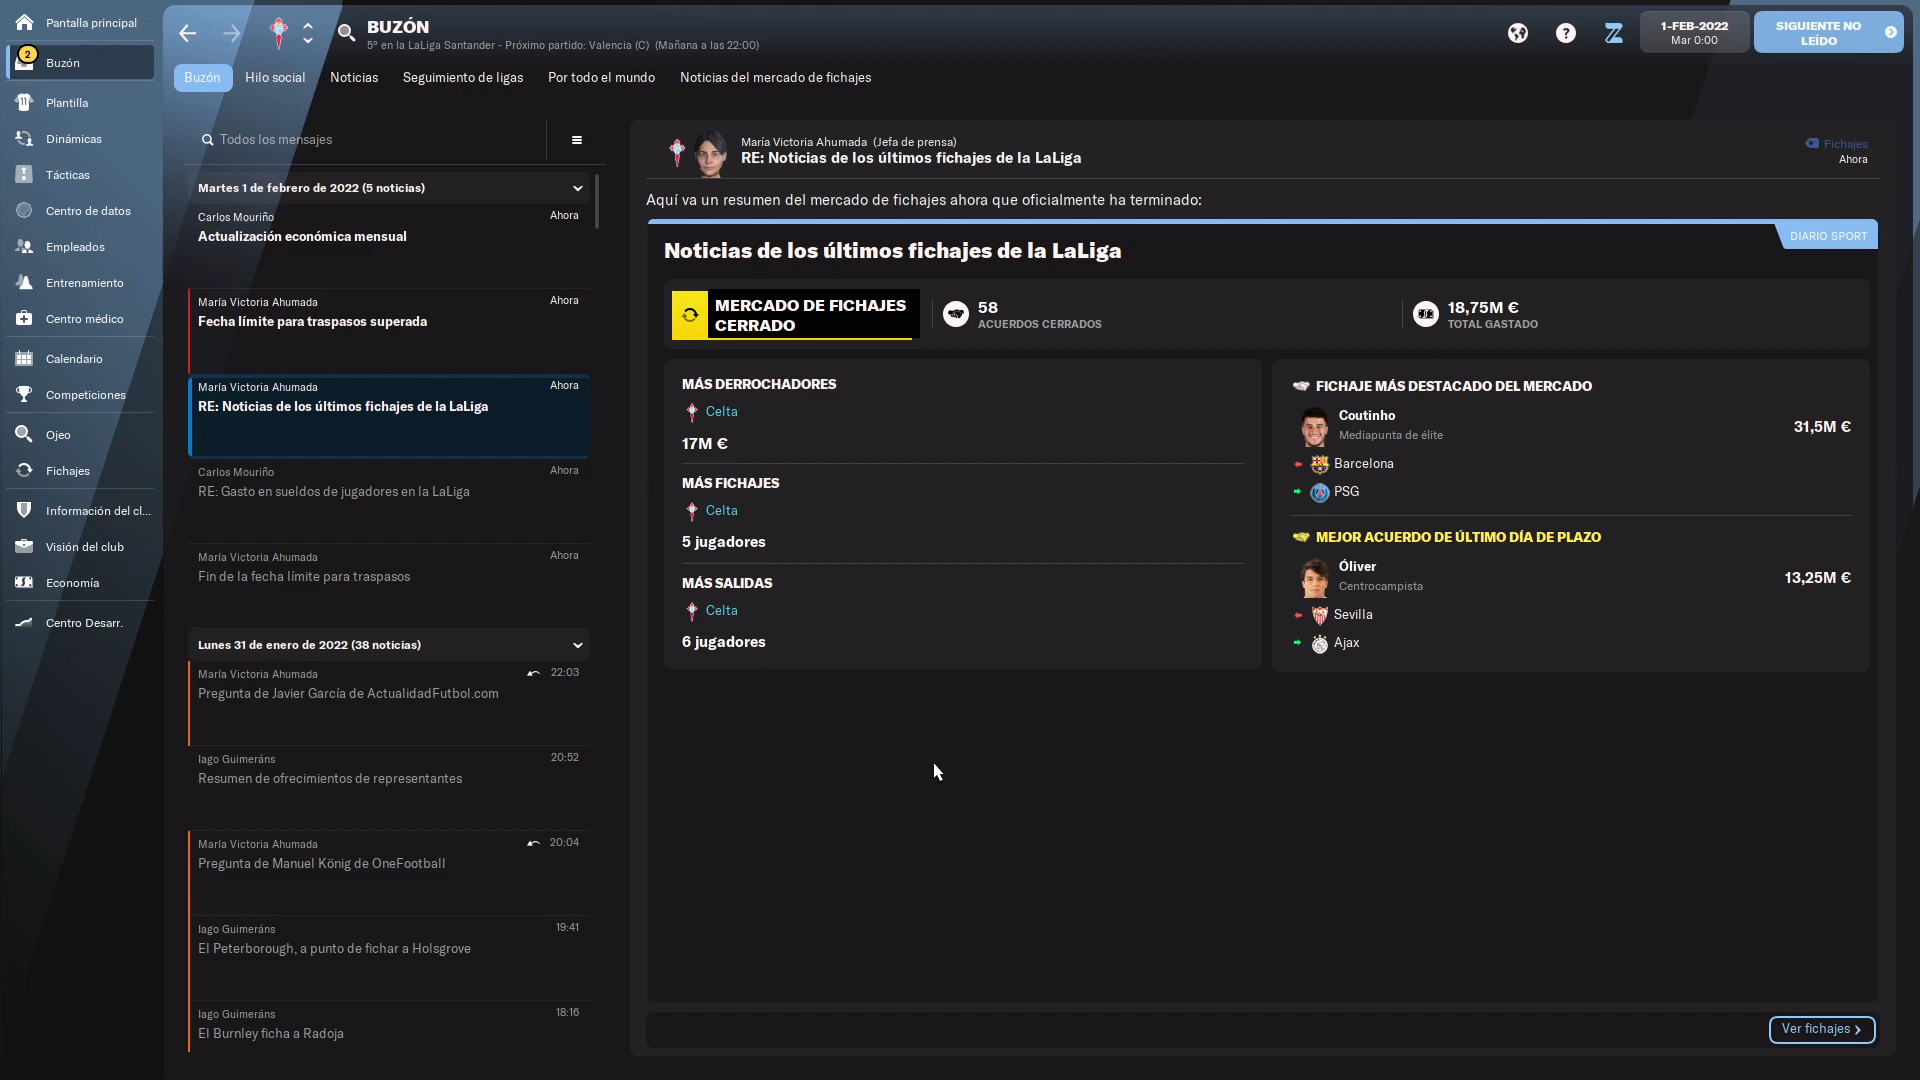 Pantalla principal
2
Buzón
Plantilla
Dinámicas
Tácticas
Centro de datos
Empleados
Entrenamiento
Centro médico
Calendario
Competiciones
Ojeo
Fichajes
Información del cl...
Visión del club
Economía
Centro Desarr.
BUZÓN
5º en la LaLiga Santander - Próximo partido: Valencia (C) (Mañana a las 22:00)
1-FEB-2022
Mar 0:00
SIGUIENTE NO
LEÍDO
Buzón
Hilo social
Noticias
Seguimiento de ligas
Por todo el mundo
Noticias del mercado de fichajes
Todos los mensajes
Martes 1 de febrero de 2022 (5 noticias)
Carlos Mouriño Ahora
Actualización económica mensual
María Victoria Ahumada Ahora
Fecha límite para traspasos superada
María Victoria Ahumada Ahora
RE: Noticias de los últimos fichajes de la LaLiga
Carlos Mouriño Ahora
RE: Gasto en sueldos de jugadores en la LaLiga
María Victoria Ahumada Ahora
Fin de la fecha límite para traspasos
Lunes 31 de enero de 2022 (38 noticias)
María Victoria Ahumada 22:03
Pregunta de Javier García de ActualidadFutbol.com
Iago Guimeráns 20:52
Resumen de ofrecimientos de representantes
María Victoria Ahumada 20:04
Pregunta de Manuel König de OneFootball
Iago Guimeráns 19:41
El Peterborough, a punto de fichar a Holsgrove
Iago Guimeráns 18:16
El Burnley ficha a Radoja
María Victoria Ahumada (Jefa de prensa)
RE: Noticias de los últimos fichajes de la LaLiga
Fichajes
Ahora
Aquí va un resumen del mercado de fichajes ahora que oficialmente ha terminado:
DIARIO SPORT
Noticias de los últimos fichajes de la LaLiga
MERCADO DE FICHAJES
CERRADO
58
ACUERDOS CERRADOS
18,75M €
TOTAL GASTADO
MÁS DERROCHADORES
Celta
17M €
MÁS FICHAJES
Celta
5 jugadores
MÁS SALIDAS
Celta
6 jugadores
FICHAJE MÁS DESTACADO DEL MERCADO
Coutinho
Mediapunta de élite
31,5M €
Barcelona
PSG
MEJOR ACUERDO DE ÚLTIMO DÍA DE PLAZO
Óliver
Centrocampista
13,25M €
Sevilla
Ajax
Ver fichajes